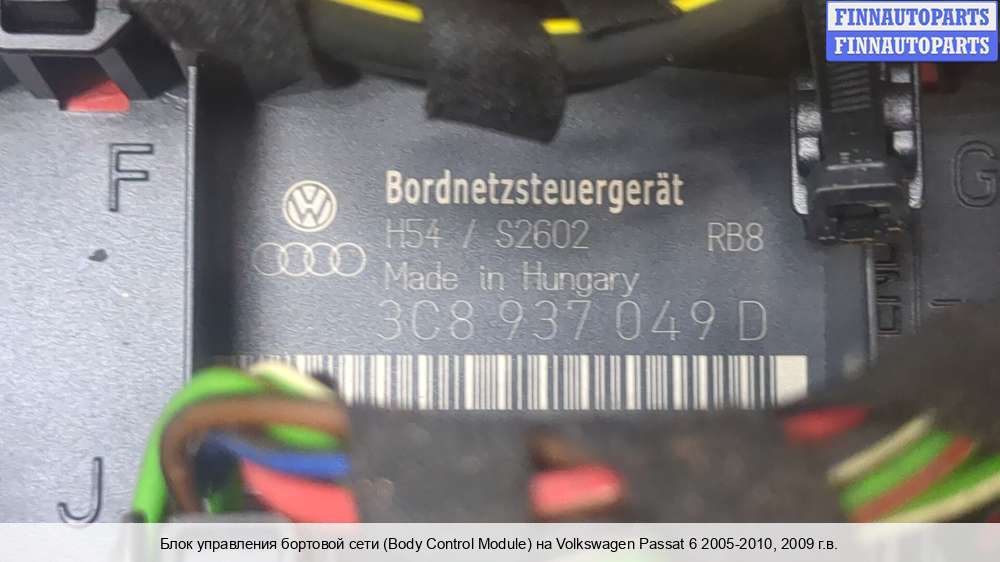 FINNAUTOPARTS
FINNAUTOPARTS
F
G
Bordnetzsteuergerät
H54 / S2602 RB8
Made in Hungary
3C8 937 049 D
J
Блок управления бортовой сети (Body Control Module) на Volkswagen Passat 6 2005-2010, 2009 г.в.